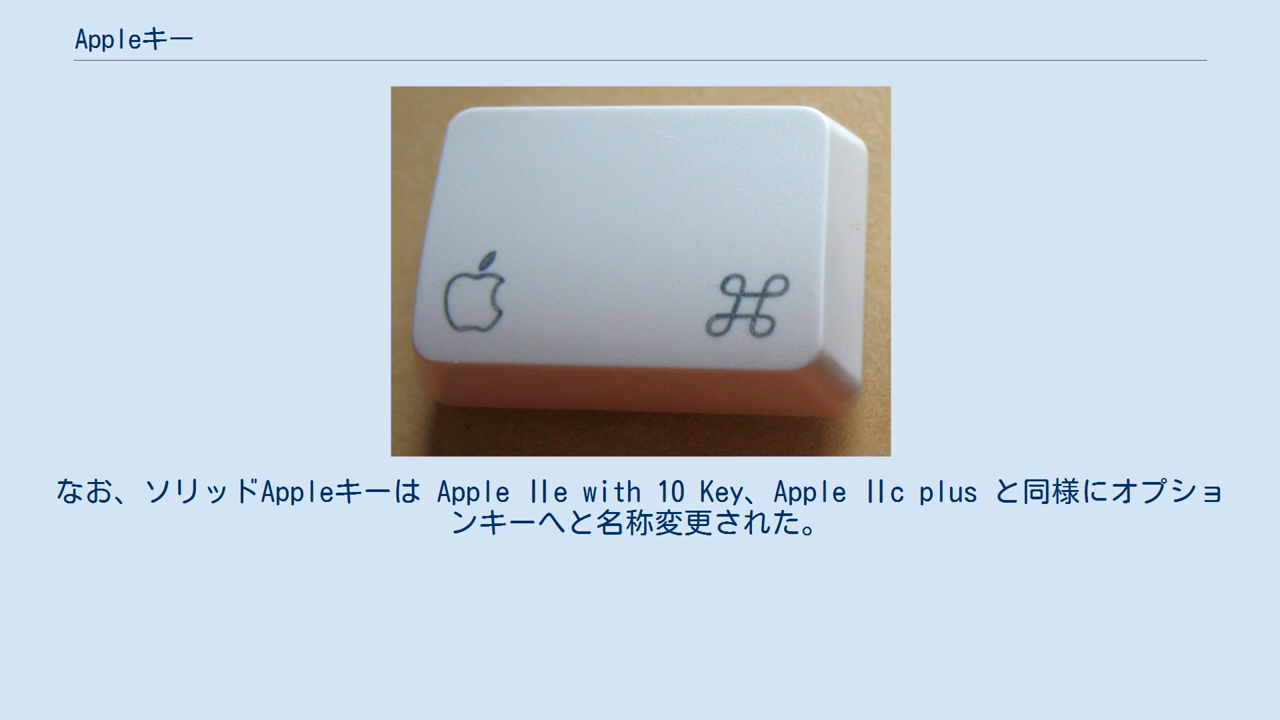 Appleキー
なお、ソリッドAppleキーは Apple IIe with 10 Key、Apple IIc plus と同様にオプショ
ンキーへと名称変更された。